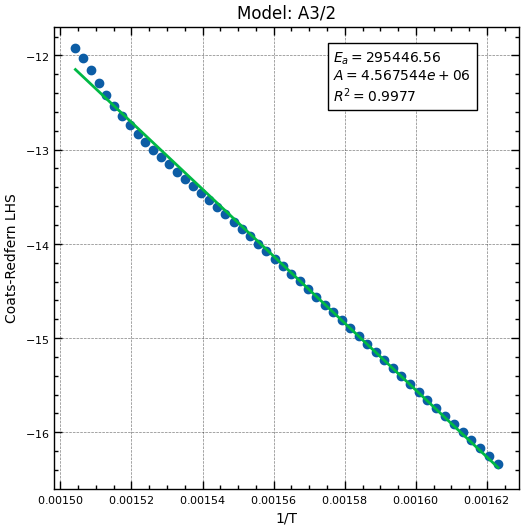 Model: A3/2
E_a = 295446.56
A = 4.567544e + 06
R² = 0.9977
Coats-Redfern LHS
−12
−13
−14
−15
−16
0.00150 0.00152 0.00154 0.00156 0.00158 0.00160 0.00162
1/T